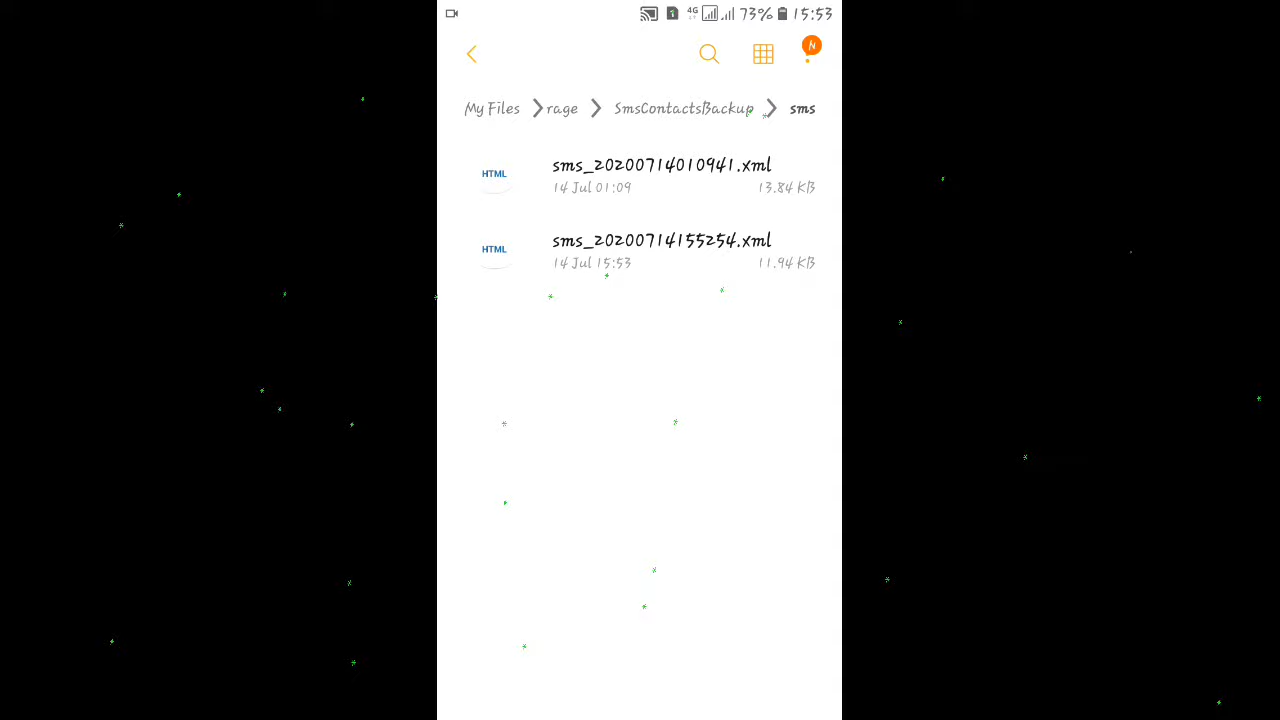 4G 73% 15:53
N
My Files rage SmsContactsBackup sms
HTML sms_20200714010941.xml
14 Jul 01:09 13.84 KB
HTML sms_20200714155254.xml
14 Jul 15:53 11.94 KB